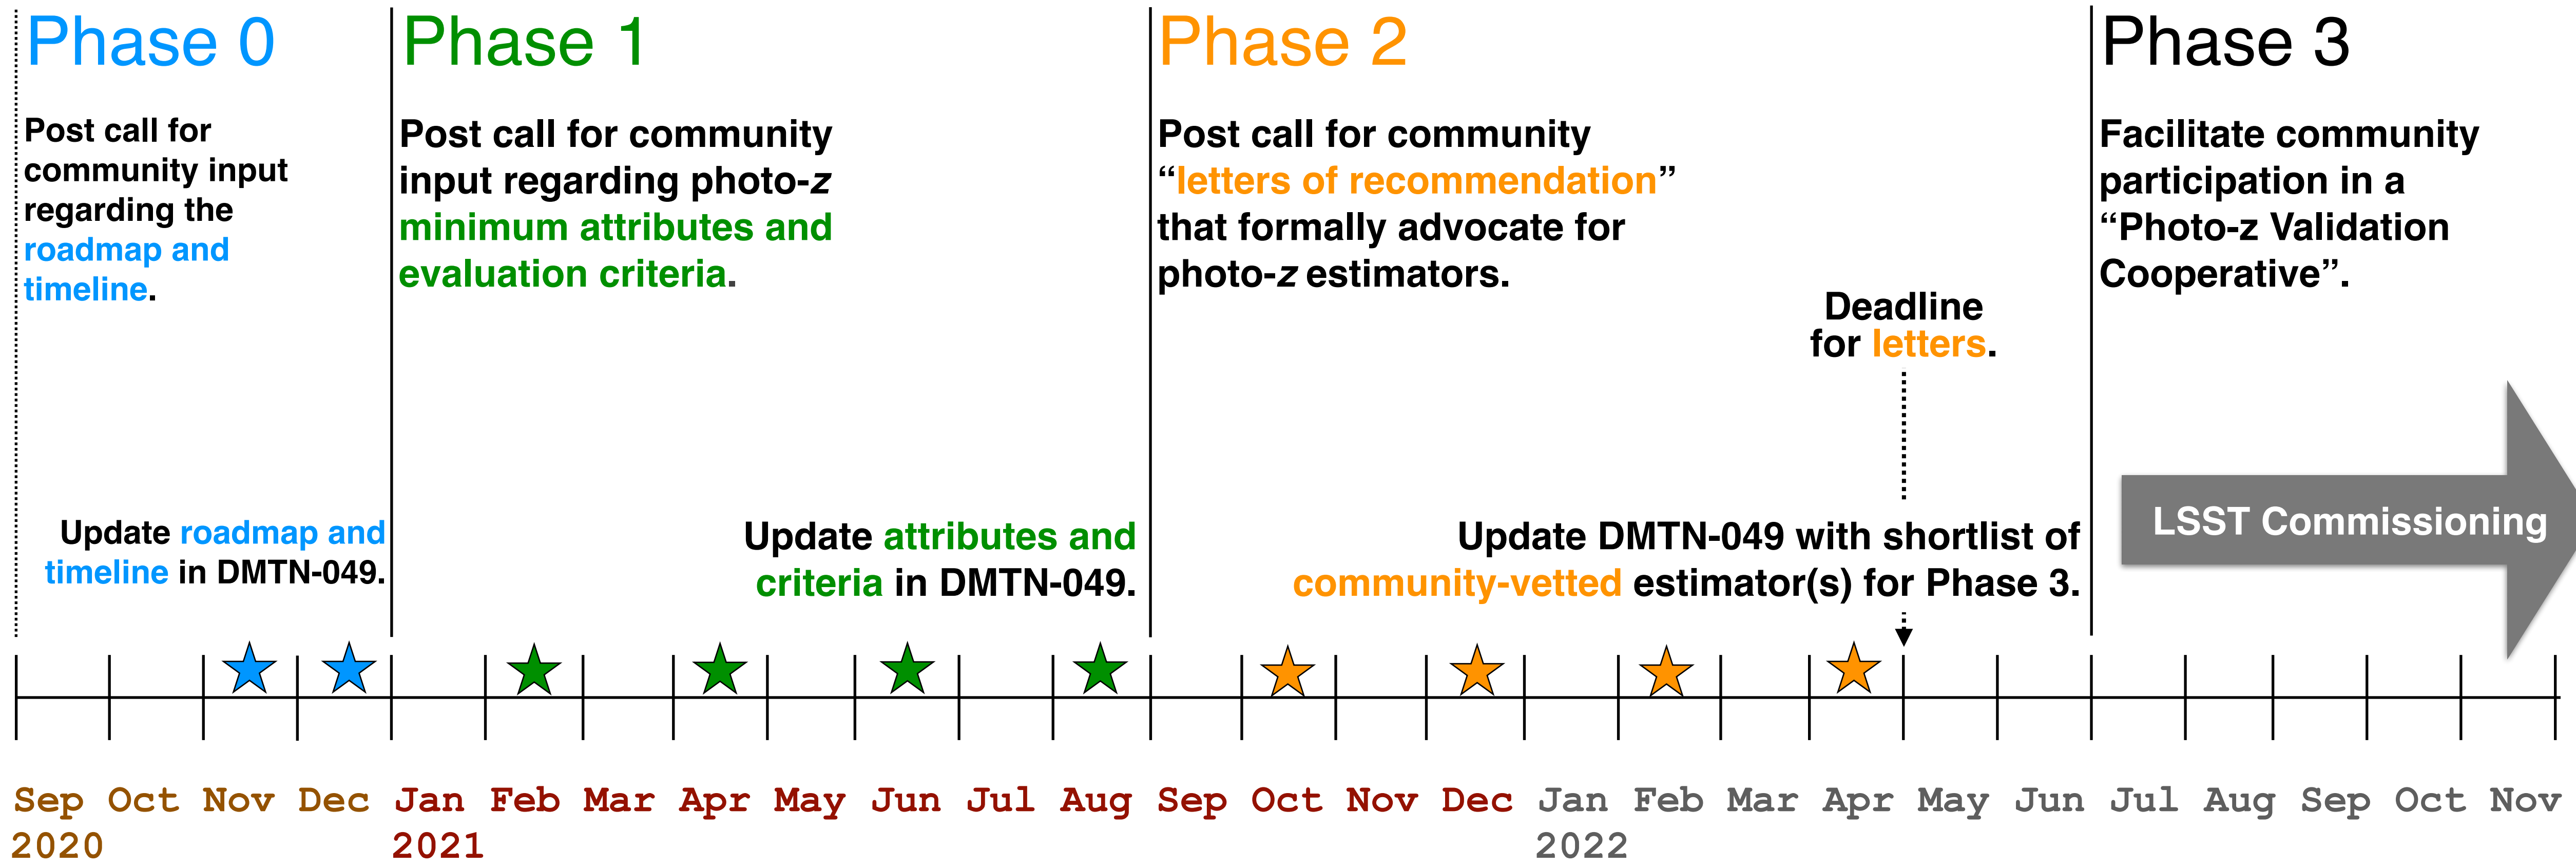 Phase 0
Post call for
community input
regarding the
roadmap and
timeline.
Update roadmap and
timeline in DMTN-049.
Phase 1
Post call for community
input regarding photo-z
minimum attributes and
evaluation criteria.
Update attributes and
criteria in DMTN-049.
Phase 2
Post call for community
“letters of recommendation”
that formally advocate for
photo-z estimators.
Deadline
for letters.
Update DMTN-049 with shortlist of
community-vetted estimator(s) for Phase 3.
Phase 3
Facilitate community
participation in a
“Photo-z Validation
Cooperative”.
LSST Commissioning
Sep Oct Nov Dec Jan Feb Mar Apr May Jun Jul Aug Sep Oct Nov Dec Jan Feb Mar Apr May Jun Jul Aug Sep Oct Nov
2020 2021 2022